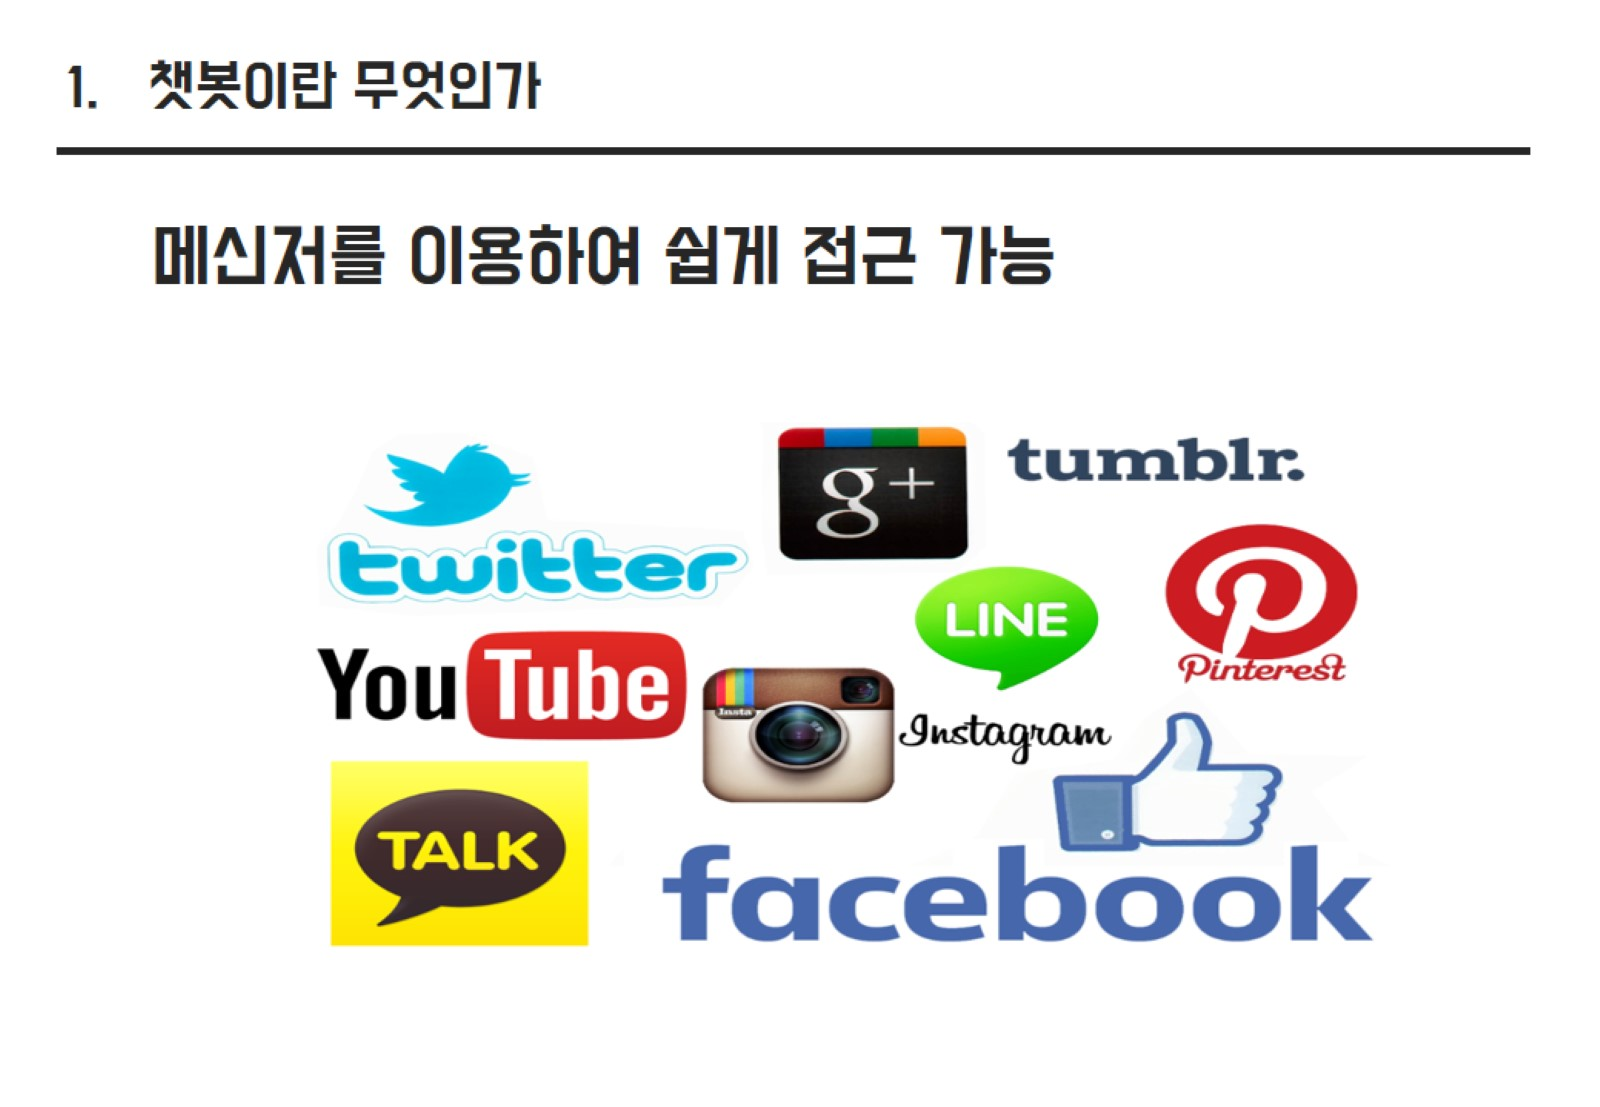 1. 챗봇이란 무엇인가
메신저를 이용하여 쉽게 접근 가능
g+
tumblr.
twitter
LINE
Pinterest
YouTube
Insta
Instagram
TALK
facebook